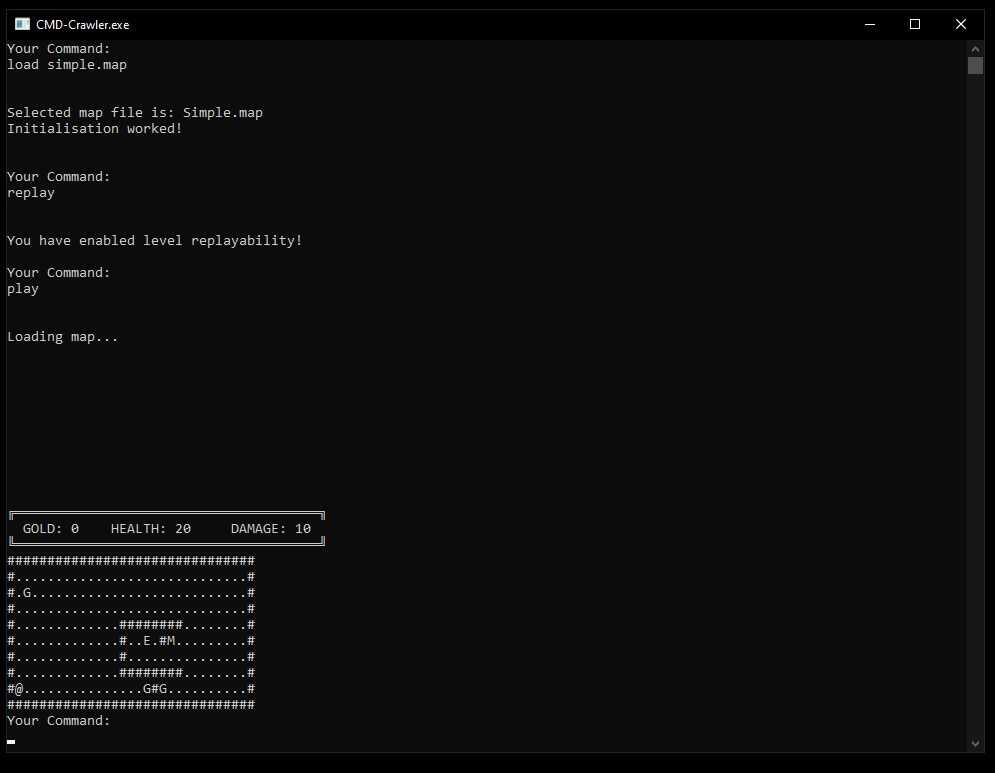 CMD-Crawler.exe
Your Command:
load simple.map
Selected map file is: Simple.map
Initialisation worked!
Your Command:
replay
You have enabled level replayability!
Your Command:
play
Loading map...
GOLD: 0    HEALTH: 20     DAMAGE: 10
###############################
#.............................#
#.G...........................#
#.............................#
#.............########........#
#.............#..E.#M.........#
#.............#...............#
#.............########........#
#@...............G#G..........#
###############################
Your Command: